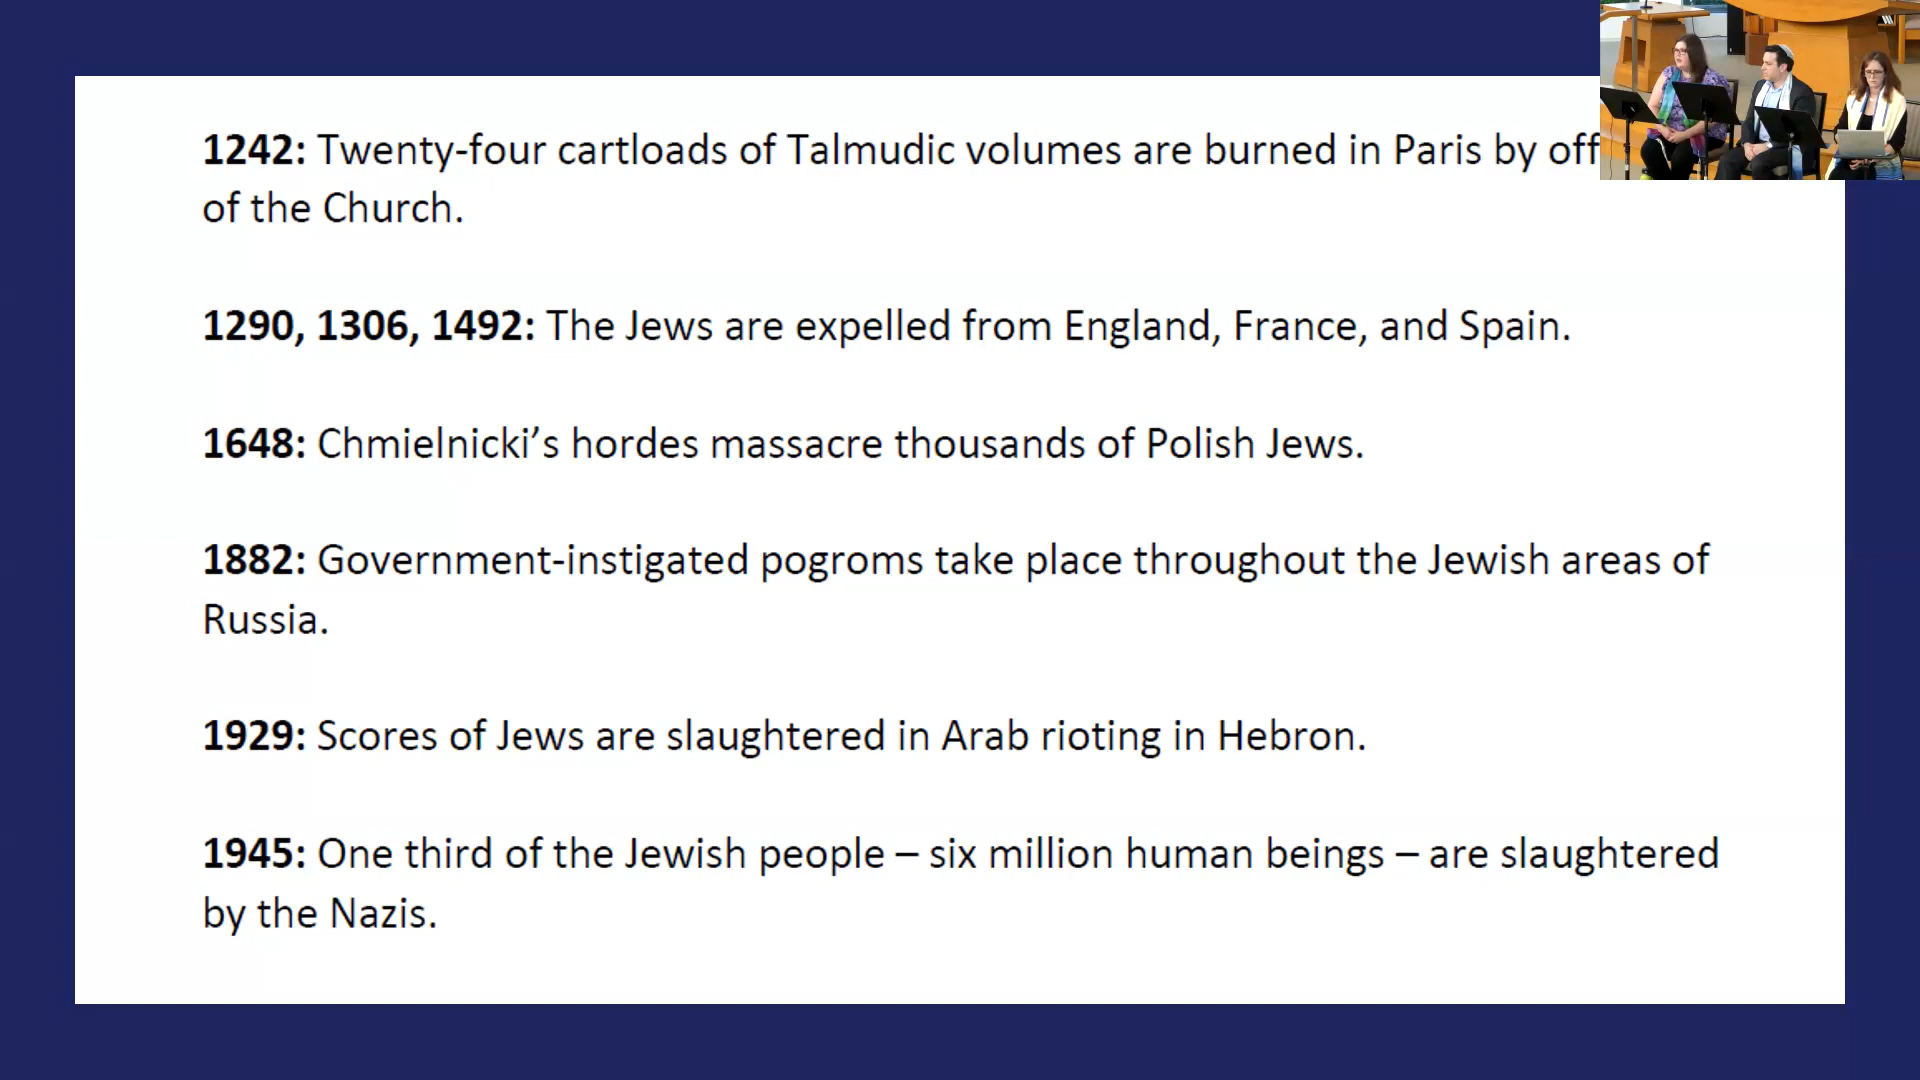 1242: Twenty-four cartloads of Talmudic volumes are burned in Paris by
of the Church.
1290, 1306, 1492: The Jews are expelled from England, France, and Spain.
1648: Chmielnicki’s hordes massacre thousands of Polish Jews.
1882: Government-instigated pogroms take place throughout the Jewish areas of
Russia.
1929: Scores of Jews are slaughtered in Arab rioting in Hebron.
1945: One third of the Jewish people – six million human beings – are slaughtered
by the Nazis.